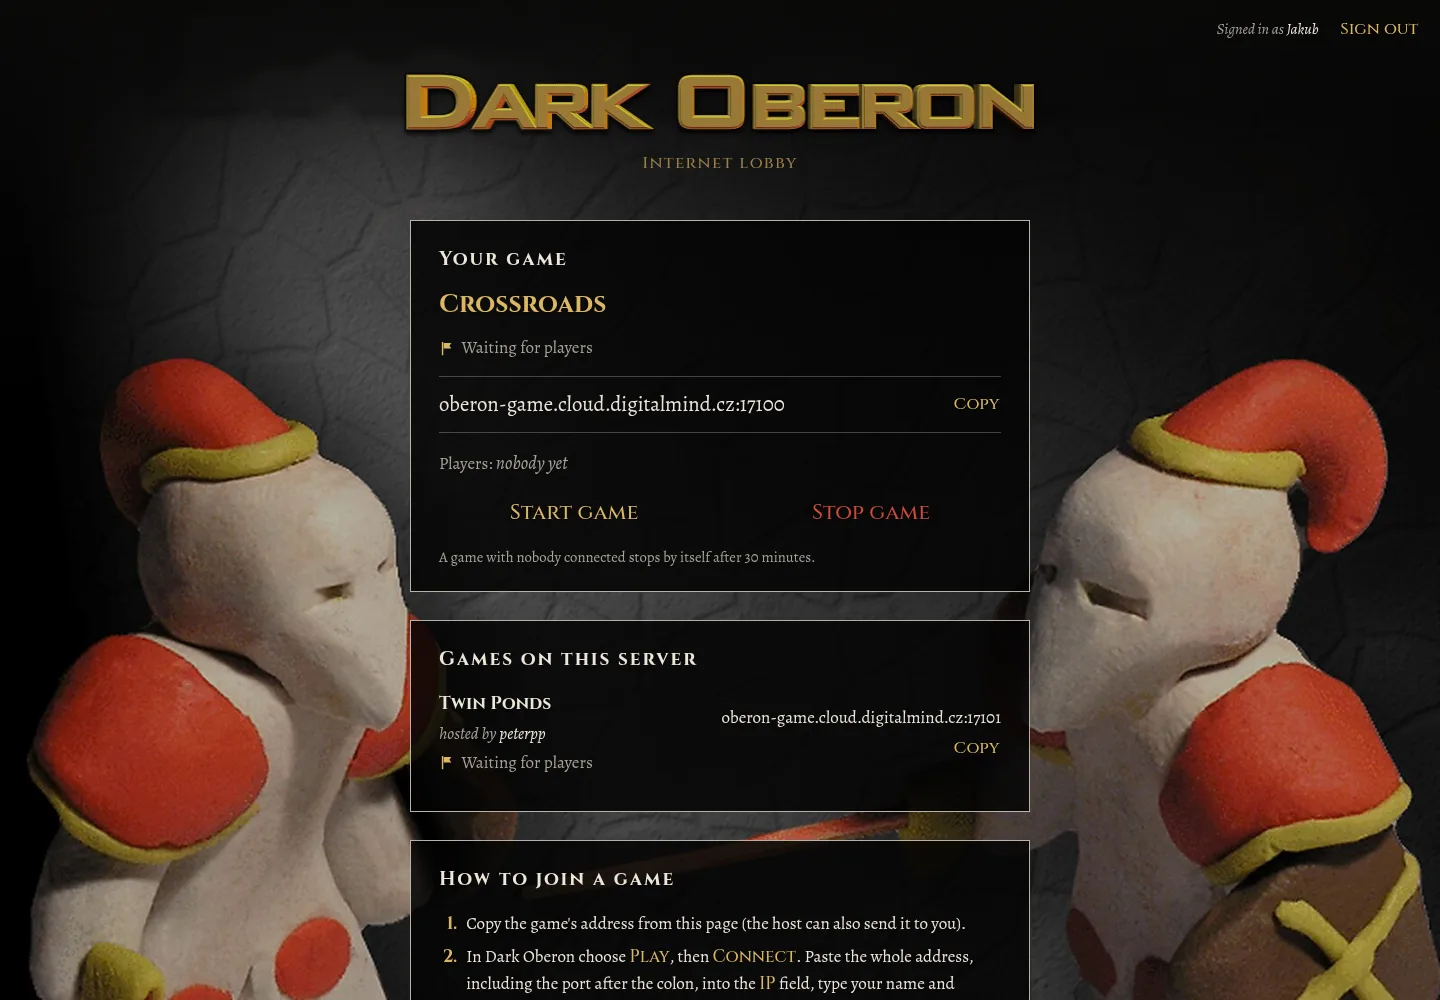 Signed in as Jakub Sign out
Dark Oberon
Internet lobby
Your game
Crossroads
Waiting for players
oberon-game.cloud.digitalmind.cz:17100 Copy
Players: nobody yet
Start game Stop game
A game with nobody connected stops by itself after 30 minutes.
Games on this server
Twin Ponds
hosted by peterpp
Waiting for players
oberon-game.cloud.digitalmind.cz:17101
Copy
How to join a game
1. Copy the game's address from this page (the host can also send it to you).
2. In Dark Oberon choose Play, then Connect. Paste the whole address,
including the port after the colon, into the IP field, type your name and